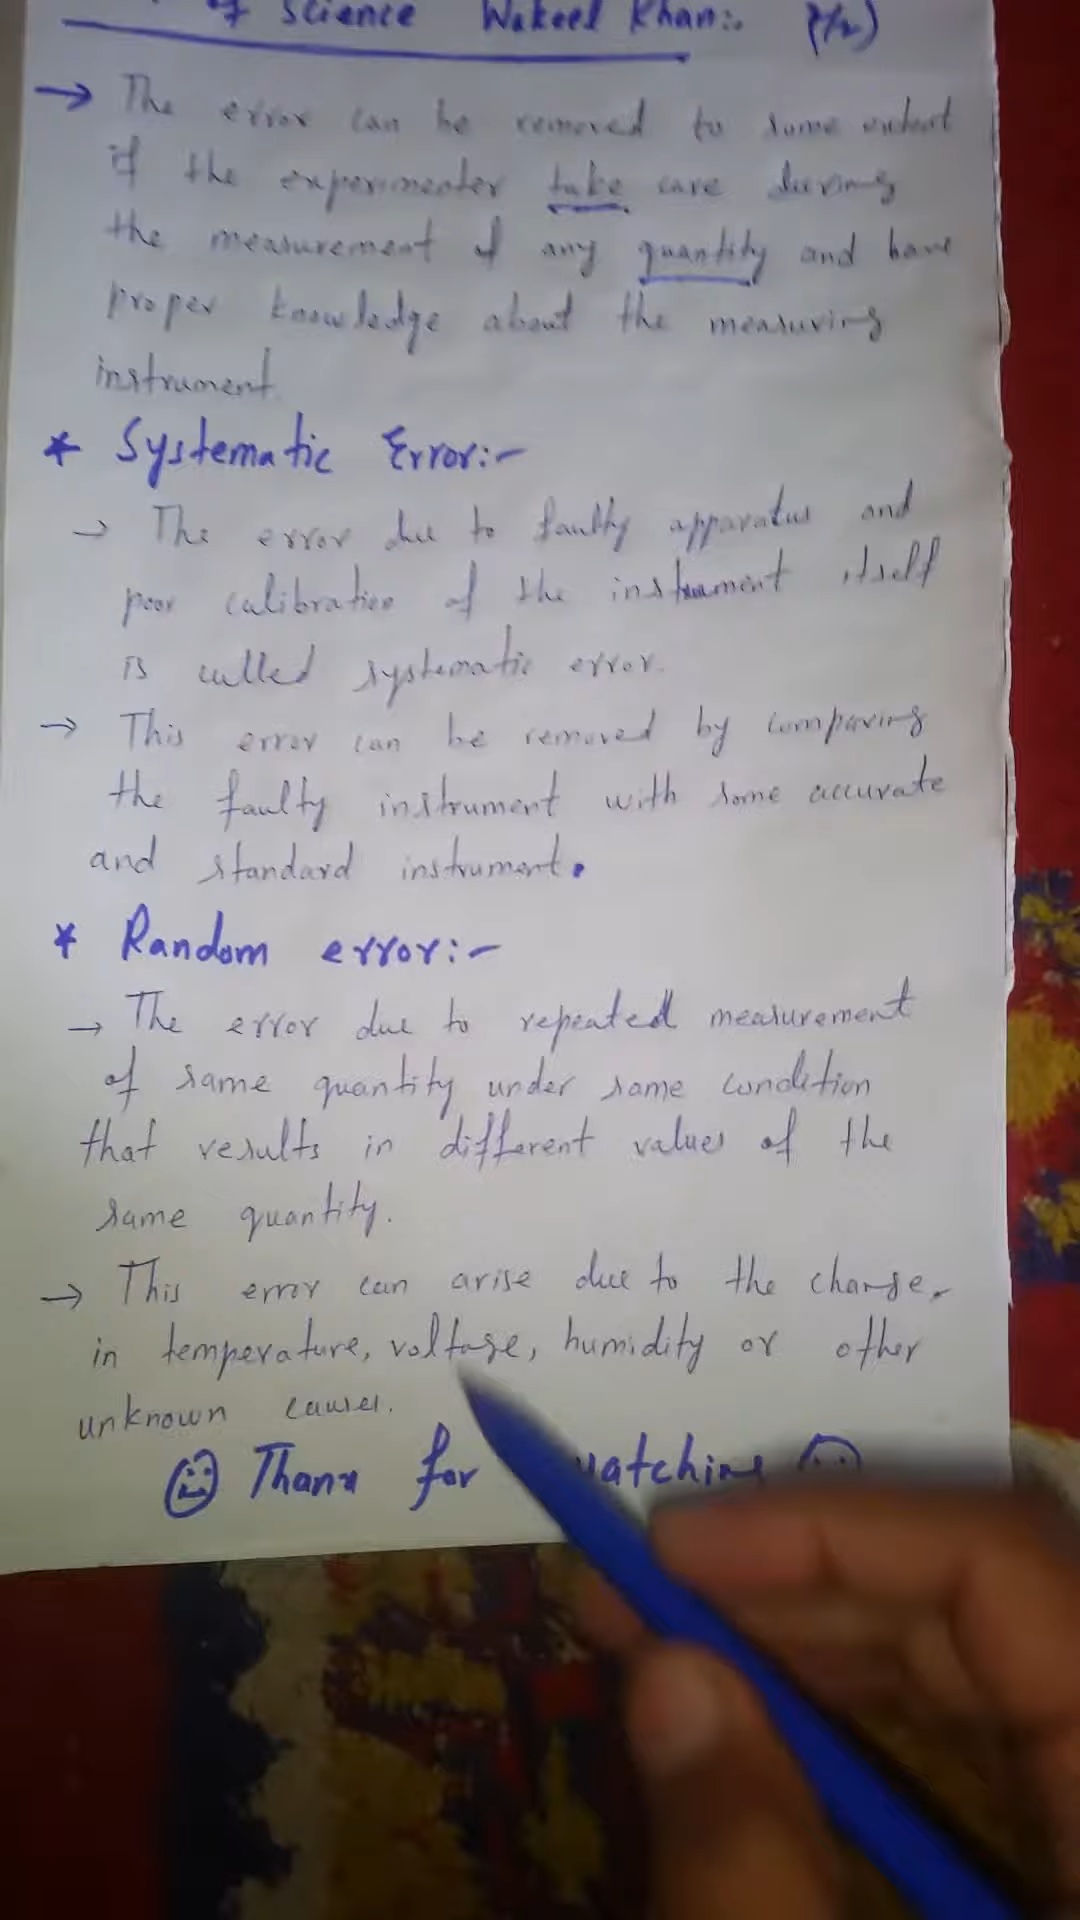 of Science Wakeel Khan:. 
→ The error can be removed to some extent
if the experimenter take care during
the measurement of any quantity and have
proper knowledge about the measuring
instrument
* Systematic Error:-
→ The error due to faulty apparatus and
poor calibration of the instrument itself
is called systematic error.
→ This error can be removed by comparing
the faulty instrument with some accurate
and standard instrument.
* Random error:-
→ The error due to repeated measurement
of same quantity under same condition
that results in different values of the
same quantity.
→ This error can arise due to the change
in temperature, voltage, humidity or other
unknown causes.
for watching